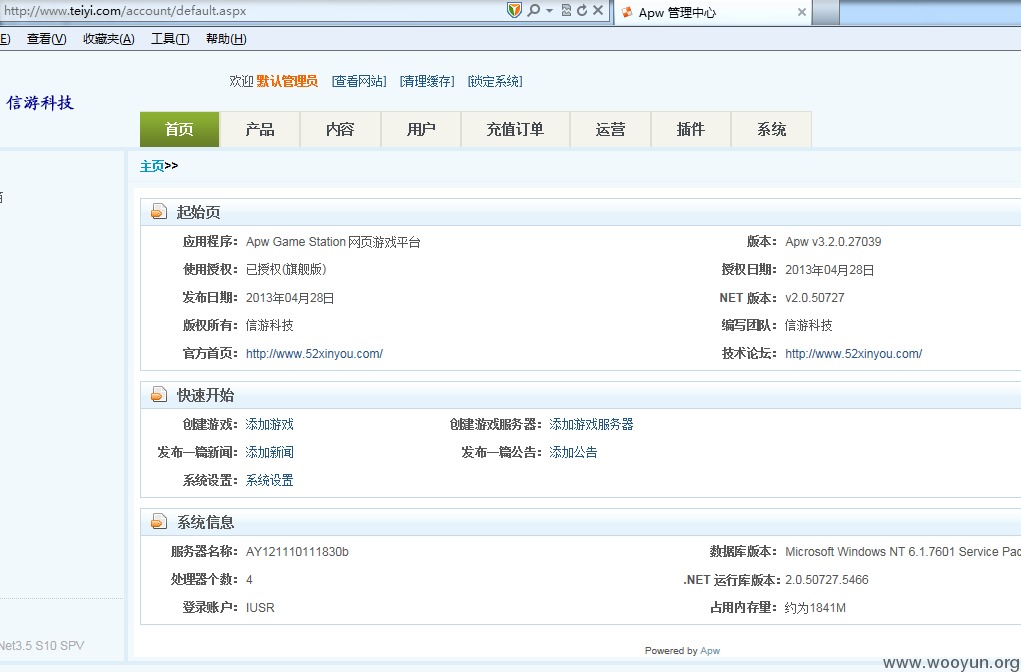 http://www.teiyi.com/account/default.aspx Apw 管理中心
E) 查看(V) 收藏夹(A) 工具(T) 帮助(H)
欢迎 默认管理员 [查看网站] [清理缓存] [锁定系统]
信游科技
首页 产品 内容 用户 充值订单 运营 插件 系统
主页>>
起始页
应用程序: Apw Game Station 网页游戏平台 版本: Apw v3.2.0.27039
使用授权: 已授权(旗舰版) 授权日期: 2013年04月28日
发布日期: 2013年04月28日 NET 版本: v2.0.50727
版权所有: 信游科技 编写团队: 信游科技
官方首页: http://www.52xinyou.com/ 技术论坛: http://www.52xinyou.com/
快速开始
创建游戏: 添加游戏 创建游戏服务器: 添加游戏服务器
发布一篇新闻: 添加新闻 发布一篇公告: 添加公告
系统设置: 系统设置
系统信息
服务器名称: AY121110111830b 数据库版本: Microsoft Windows NT 6.1.7601 Service Pac
处理器个数: 4 .NET 运行库版本: 2.0.50727.5466
登录账户: IUSR 占用内存量: 约为1841M
Net3.5 S10 SPV
Powered by Apw
www.wooyun.org